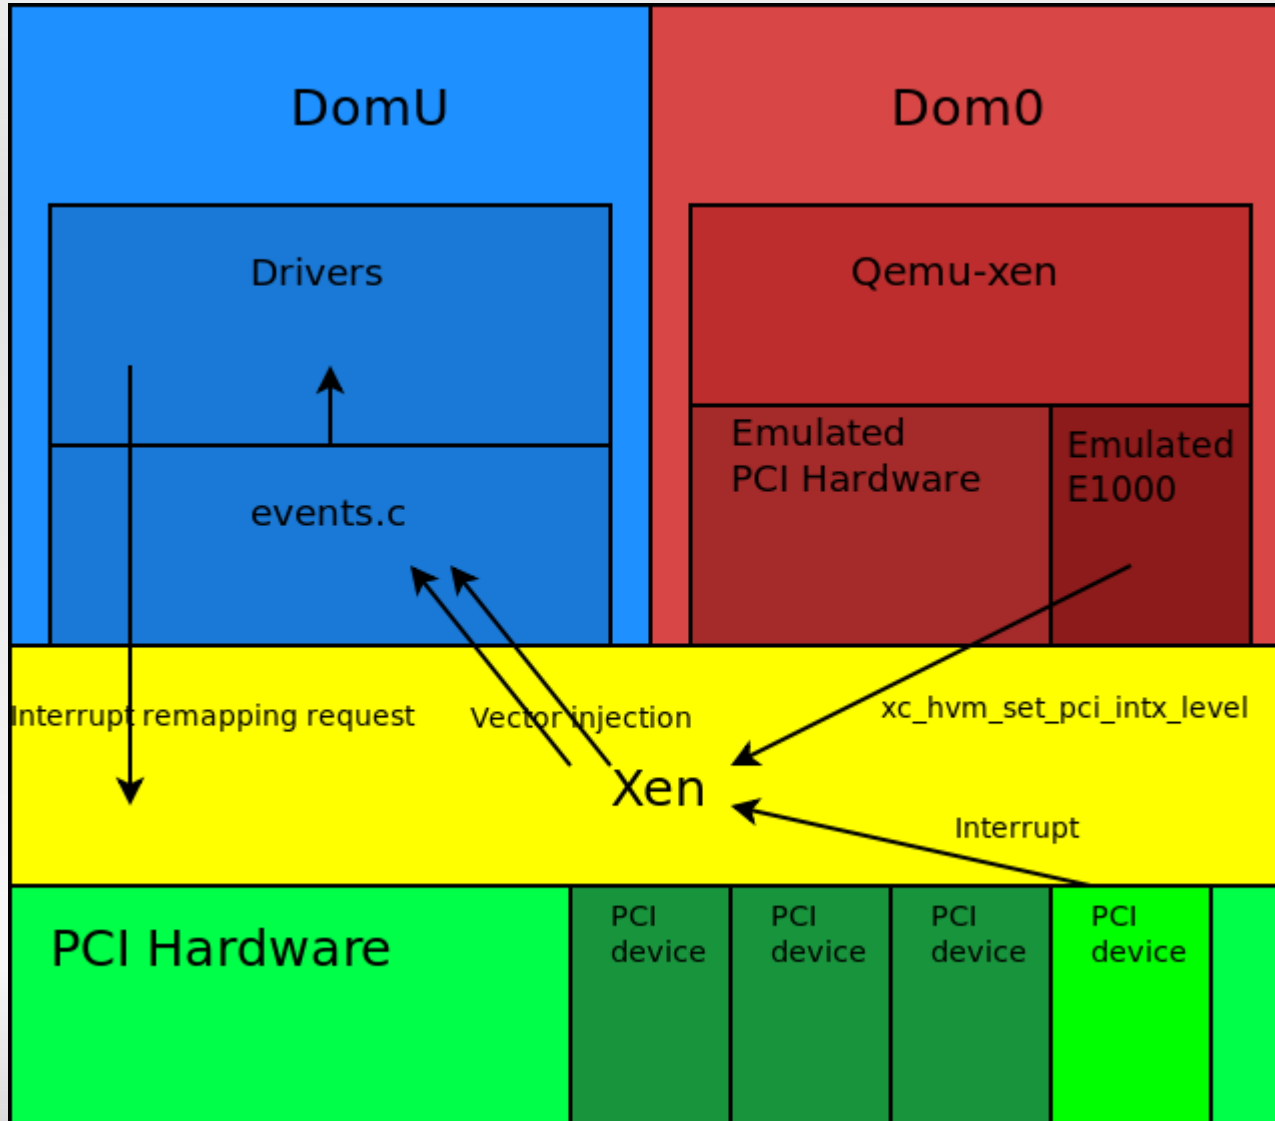 DomU
Dom0
Drivers
Qemu-xen
events.c
Emulated
PCI Hardware
Emulated
E1000
Interrupt remapping request
Vector injection
xc_hvm_set_pci_intx_level
Xen
Interrupt
PCI Hardware
PCI
device
PCI
device
PCI
device
PCI
device